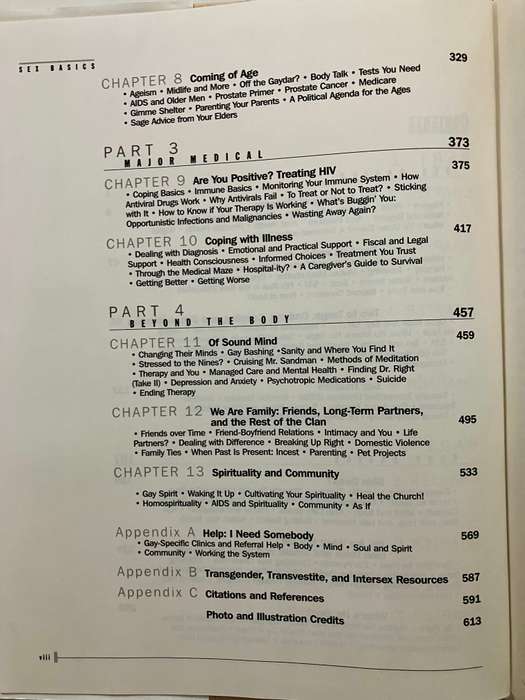 SEX BASICS
CHAPTER 8 Coming of Age 329
• Ageism • Midlife and More • Off the Gaydar? • Body Talk • Tests You Need
• AIDS and Older Men • Prostate Primer • Prostate Cancer • Medicare
• Gimme Shelter • Parenting Your Parents • A Political Agenda for the Ages
• Sage Advice from Your Elders
PART 3 373
MAJOR MEDICAL
CHAPTER 9 Are You Positive? Treating HIV 375
• Coping Basics • Immune Basics • Monitoring Your Immune System • How
Antiviral Drugs Work • Why Antivirals Fail • To Treat or Not to Treat? • Sticking
with It • How to Know if Your Therapy Is Working • What's Buggin' You:
Opportunistic Infections and Malignancies • Wasting Away Again?
CHAPTER 10 Coping with Illness 417
• Dealing with Diagnosis • Emotional and Practical Support • Fiscal and Legal
Support • Health Consciousness • Informed Choices • Treatment You Trust
• Through the Medical Maze • Hospital-ity? • A Caregiver's Guide to Survival
• Getting Better • Getting Worse
PART 4 457
BEYOND THE BODY
CHAPTER 11 Of Sound Mind 459
• Changing Their Minds • Gay Bashing •Sanity and Where You Find It
• Stressed to the Nines? • Cruising Mr. Sandman • Methods of Meditation
• Therapy and You • Managed Care and Mental Health • Finding Dr. Right
(Take II) • Depression and Anxiety • Psychotropic Medications • Suicide
• Ending Therapy
CHAPTER 12 We Are Family: Friends, Long-Term Partners,
and the Rest of the Clan 495
• Friends over Time • Friend-Boyfriend Relations • Intimacy and You • Life
Partners? • Dealing with Difference • Breaking Up Right • Domestic Violence
• Family Ties • When Past Is Present: Incest • Parenting • Pet Projects
CHAPTER 13 Spirituality and Community 533
• Gay Spirit • Waking It Up • Cultivating Your Spirituality • Heal the Church!
• Homospirituality • AIDS and Spirituality • Community • As If
Appendix A Help: I Need Somebody 569
• Gay-Specific Clinics and Referral Help • Body • Mind • Soul and Spirit
• Community • Working the System
Appendix B Transgender, Transvestite, and Intersex Resources 587
Appendix C Citations and References 591
Photo and Illustration Credits 613
viii